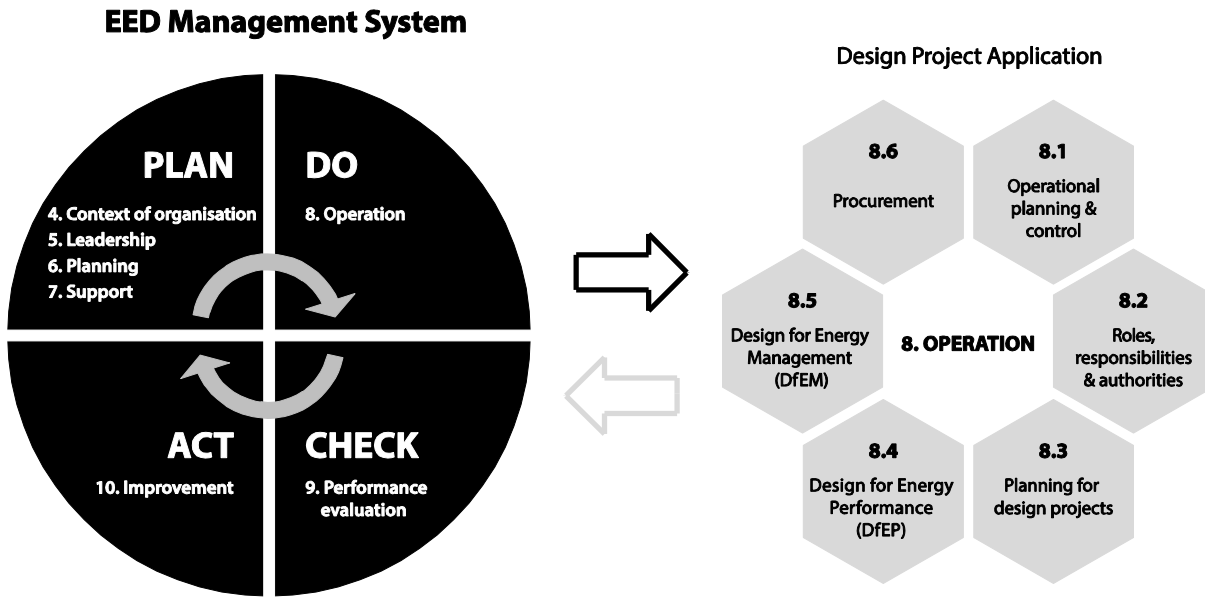 EED Management System
PLAN
4. Context of organisation
5. Leadership
6. Planning
7. Support
DO
8. Operation
ACT
10. Improvement
CHECK
9. Performance
evaluation
Design Project Application
8.6
Procurement
8.1
Operational
planning &
control
8.5
Design for Energy
Management
(DfEM)
8. OPERATION
8.2
Roles,
responsibilities
& authorities
8.4
Design for Energy
Performance
(DfEP)
8.3
Planning for
design projects